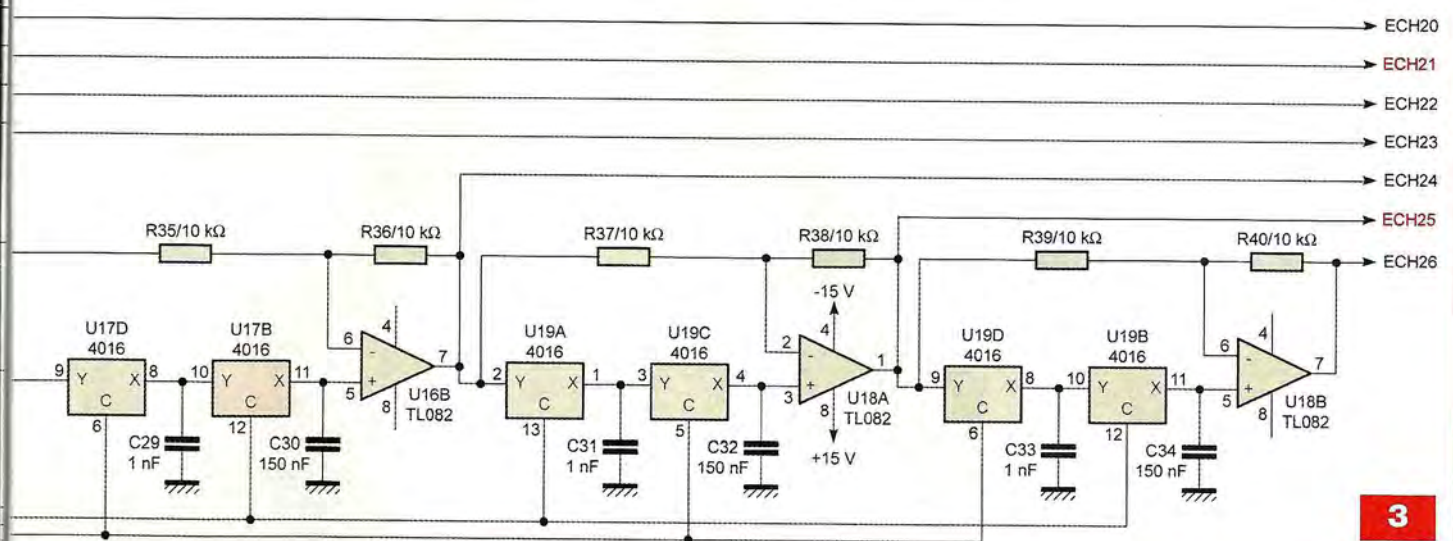 ECH20
ECH21
ECH22
ECH23
ECH24
ECH25
ECH26
R35/10 kΩ
R36/10 kΩ
R37/10 kΩ
R38/10 kΩ
R39/10 kΩ
R40/10 kΩ
-15 V
U17D
4016
9 Y X 8
C
6
U17B
4016
10 Y X 11
C
12
4
6 -
5 +
7
8
U16B
TL082
U19A
4016
2 Y X 1
C
13
U19C
4016
3 Y X 4
C
5
4
2 -
3 +
1
8
U18A
TL082
+15 V
U19D
4016
9 Y X 8
C
6
U19B
4016
10 Y X 11
C
12
4
6 -
5 +
7
8
U18B
TL082
C29
1 nF
C30
150 nF
C31
1 nF
C32
150 nF
C33
1 nF
C34
150 nF
3